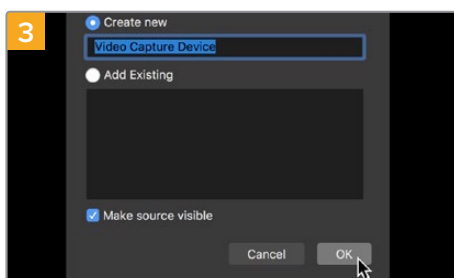 3
Create new
Video Capture Device
Add Existing
Make source visible
Cancel OK